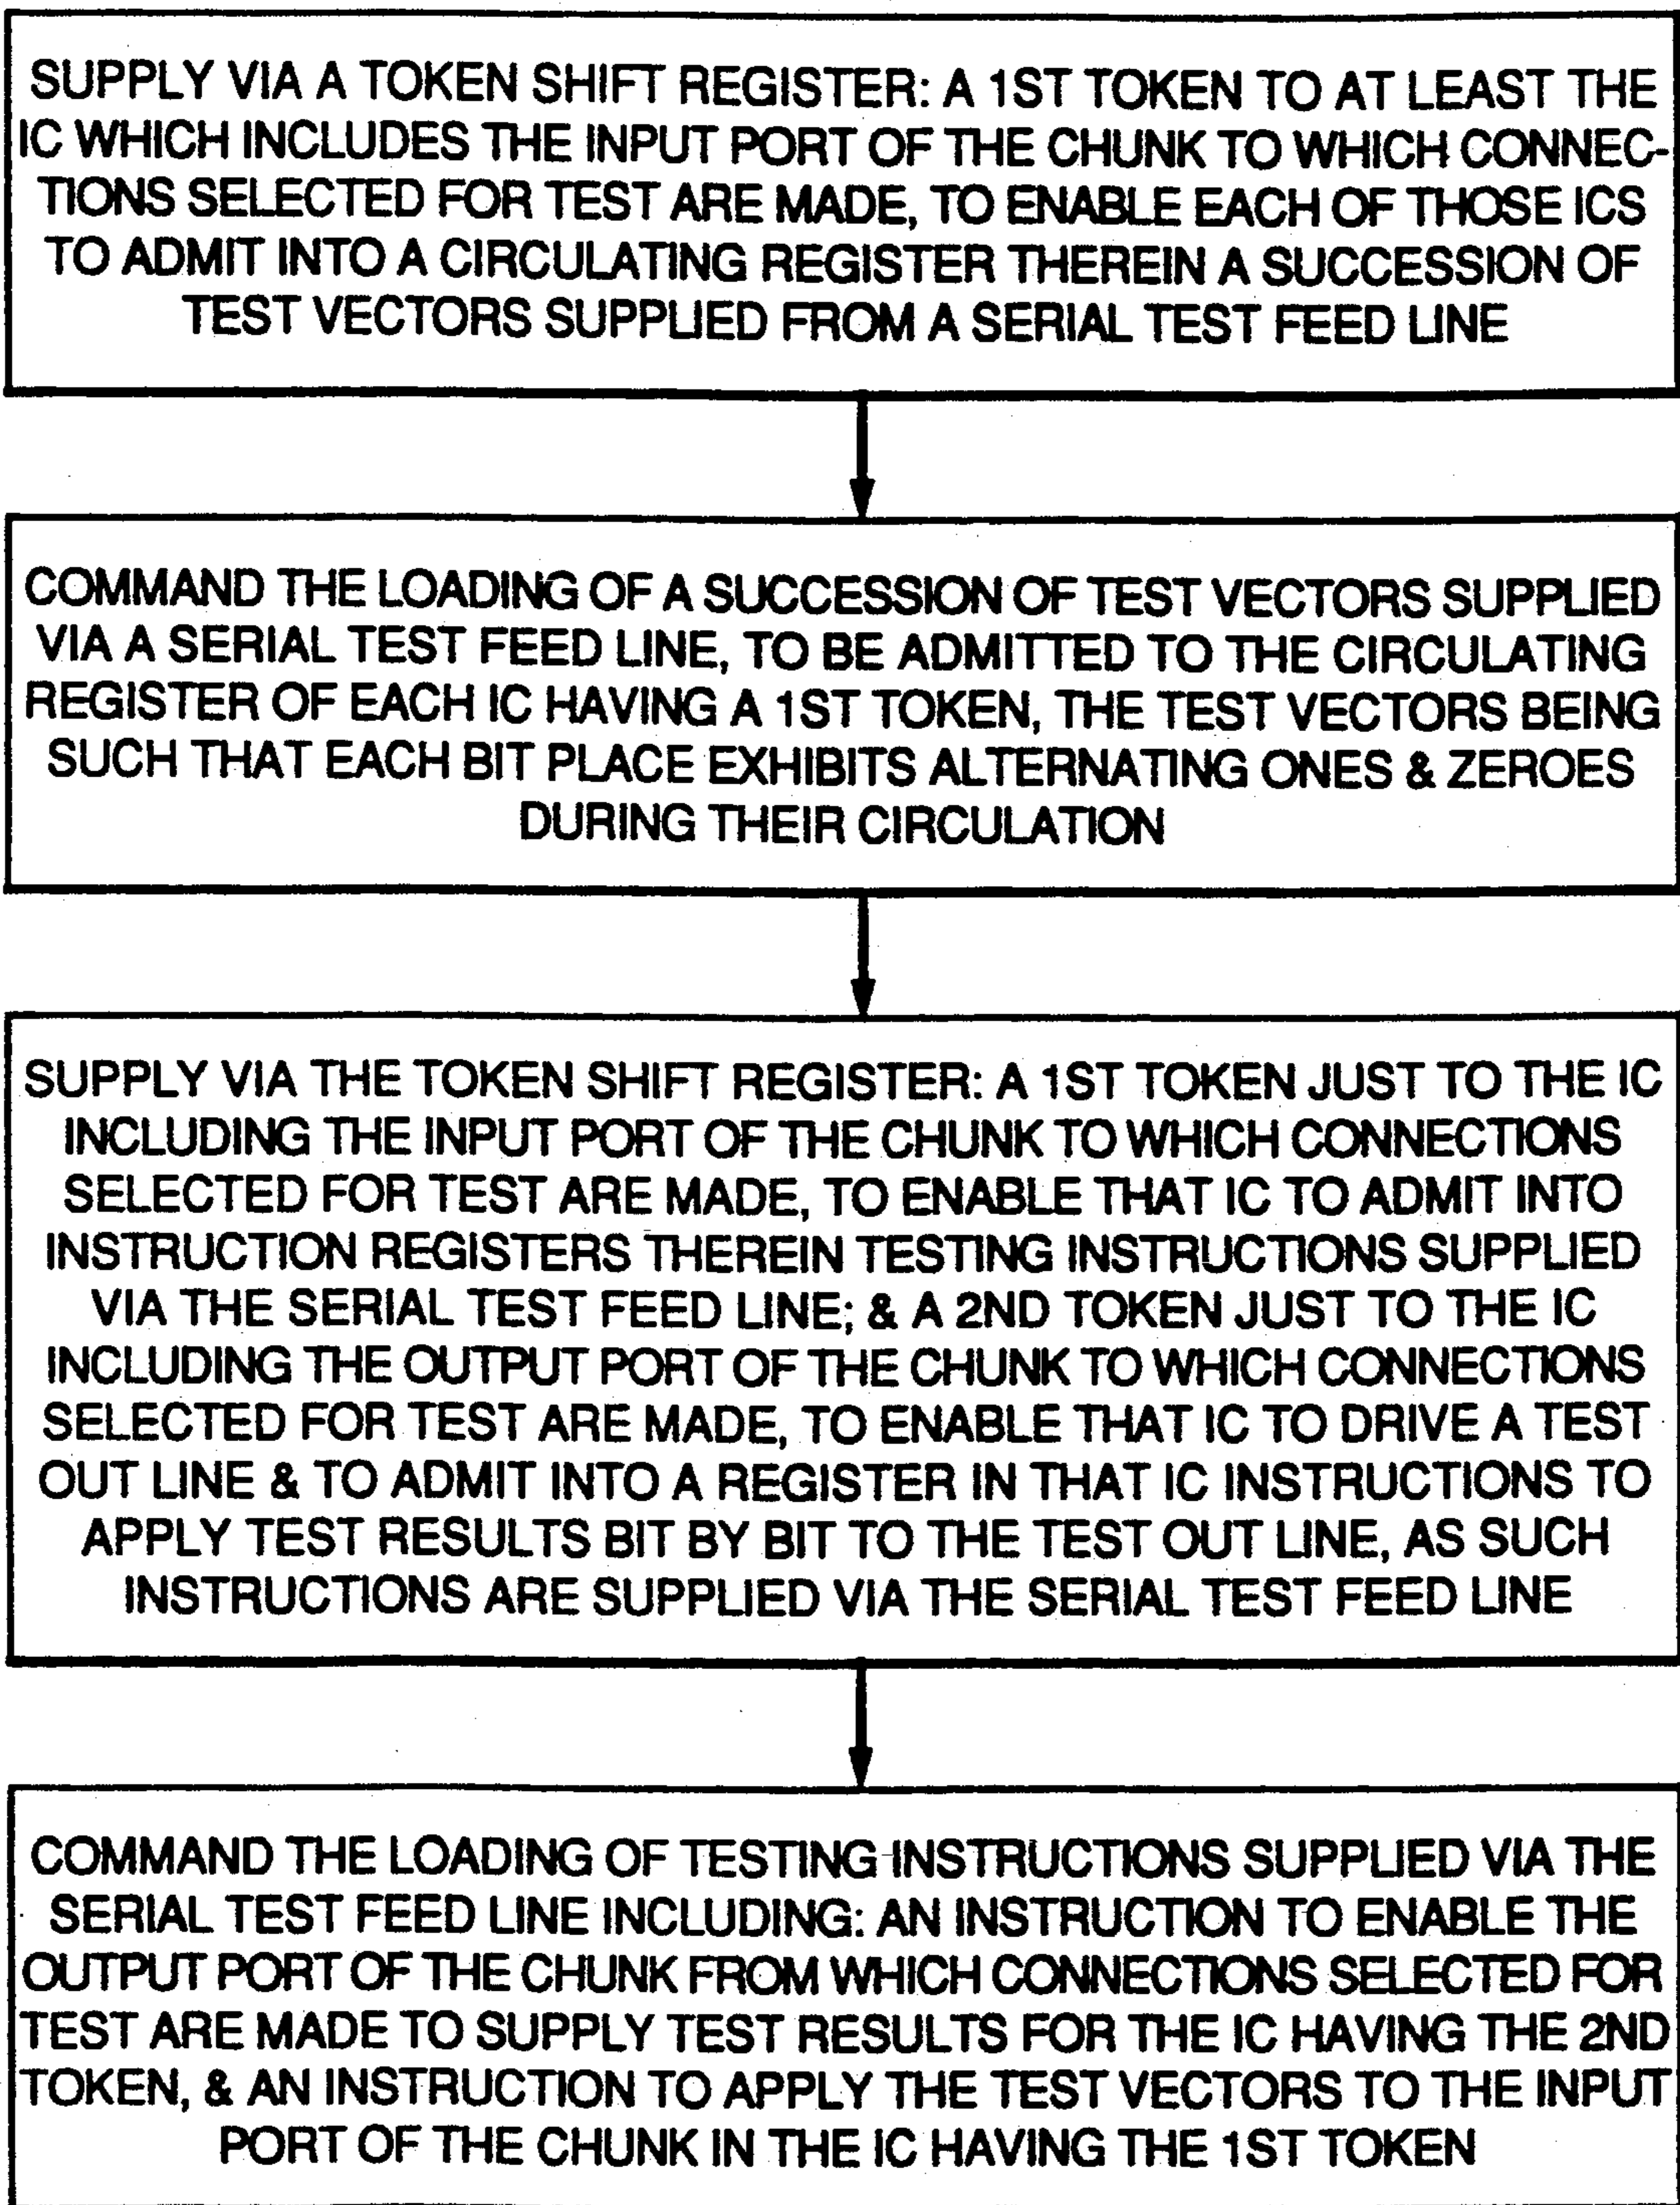 SUPPLY VIA A TOKEN SHIFT REGISTER: A 1ST TOKEN TO AT LEAST THE
IC WHICH INCLUDES THE INPUT PORT OF THE CHUNK TO WHICH CONNEC-
TIONS SELECTED FOR TEST ARE MADE, TO ENABLE EACH OF THOSE ICS
TO ADMIT INTO A CIRCULATING REGISTER THEREIN A SUCCESSION OF
TEST VECTORS SUPPLIED FROM A SERIAL TEST FEED LINE
COMMAND THE LOADING OF A SUCCESSION OF TEST VECTORS SUPPLIED
VIA A SERIAL TEST FEED LINE, TO BE ADMITTED TO THE CIRCULATING
REGISTER OF EACH IC HAVING A 1ST TOKEN, THE TEST VECTORS BEING
SUCH THAT EACH BIT PLACE EXHIBITS ALTERNATING ONES & ZEROES
DURING THEIR CIRCULATION
SUPPLY VIA THE TOKEN SHIFT REGISTER: A 1ST TOKEN JUST TO THE IC
INCLUDING THE INPUT PORT OF THE CHUNK TO WHICH CONNECTIONS
SELECTED FOR TEST ARE MADE, TO ENABLE THAT IC TO ADMIT INTO
INSTRUCTION REGISTERS THEREIN TESTING INSTRUCTIONS SUPPLIED
VIA THE SERIAL TEST FEED LINE; & A 2ND TOKEN JUST TO THE IC
INCLUDING THE OUTPUT PORT OF THE CHUNK TO WHICH CONNECTIONS
SELECTED FOR TEST ARE MADE, TO ENABLE THAT IC TO DRIVE A TEST
OUT LINE & TO ADMIT INTO A REGISTER IN THAT IC INSTRUCTIONS TO
APPLY TEST RESULTS BIT BY BIT TO THE TEST OUT LINE, AS SUCH
INSTRUCTIONS ARE SUPPLIED VIA THE SERIAL TEST FEED LINE
COMMAND THE LOADING OF TESTING INSTRUCTIONS SUPPLIED VIA THE
SERIAL TEST FEED LINE INCLUDING: AN INSTRUCTION TO ENABLE THE
OUTPUT PORT OF THE CHUNK FROM WHICH CONNECTIONS SELECTED FOR
TEST ARE MADE TO SUPPLY TEST RESULTS FOR THE IC HAVING THE 2ND
TOKEN, & AN INSTRUCTION TO APPLY THE TEST VECTORS TO THE INPUT
PORT OF THE CHUNK IN THE IC HAVING THE 1ST TOKEN